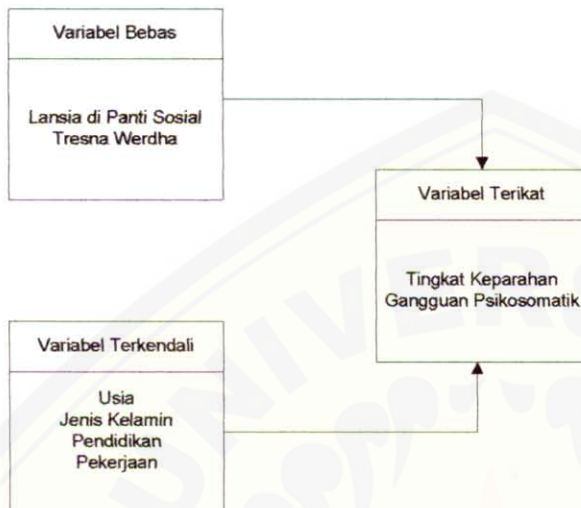 Variabel Bebas
Lansia di Panti Sosial
Tresna Werdha
Variabel Terikat
Tingkat Keparahan
Gangguan Psikosomatik
Variabel Terkendali
Usia
Jenis Kelamin
Pendidikan
Pekerjaan
UNIVERS